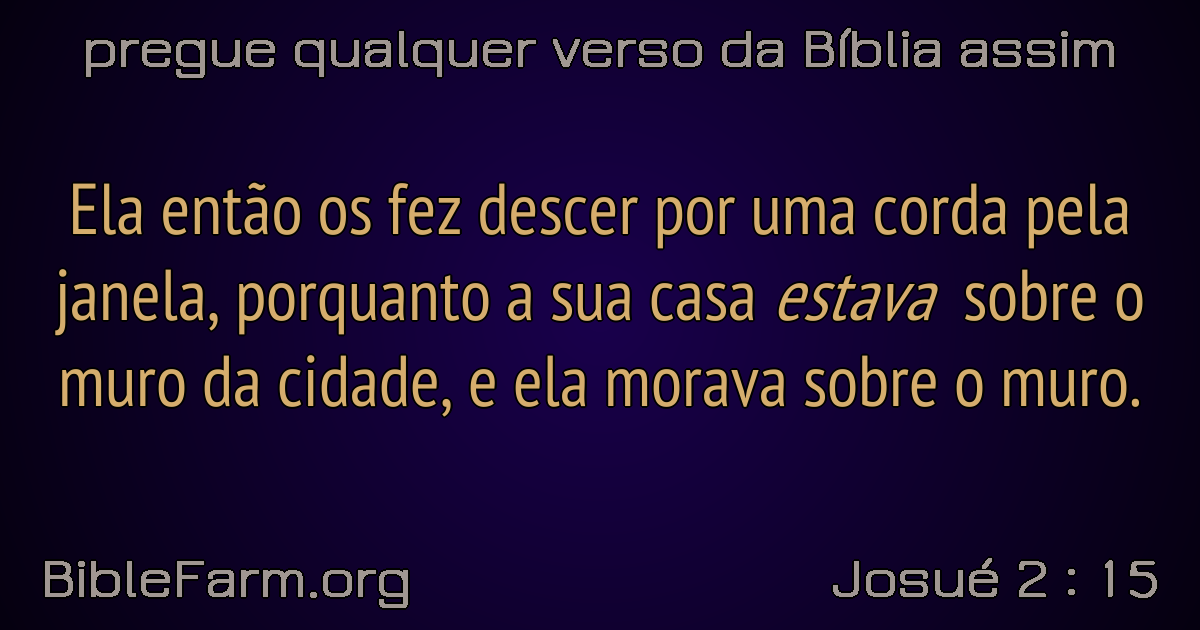 pregue qualquer verso da Bíblia assim
Ela então os fez descer por uma corda pela
janela, porquanto a sua casa estava sobre o
muro da cidade, e ela morava sobre o muro.
BibleFarm.org
Josué 2 : 15